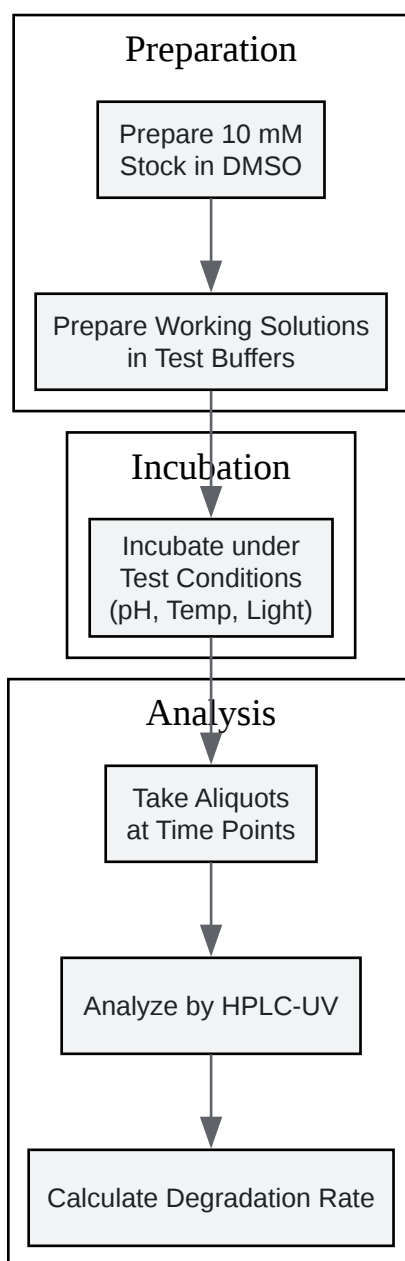 Preparation
Prepare 10 mM
Stock in DMSO
Prepare Working Solutions
in Test Buffers
Incubation
Incubate under
Test Conditions
(pH, Temp, Light)
Analysis
Take Aliquots
at Time Points
Analyze by HPLC-UV
Calculate Degradation Rate